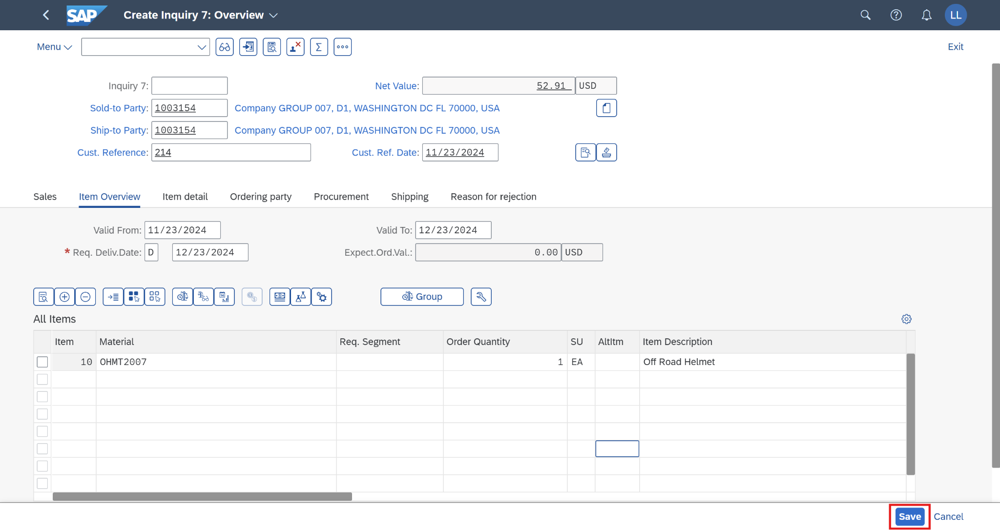 SAP Create Inquiry 7: Overview LL
Menu Exit
Inquiry 7: Net Value: 52.91 USD
Sold-to Party: 1003154 Company GROUP 007, D1, WASHINGTON DC FL 70000, USA
Ship-to Party: 1003154 Company GROUP 007, D1, WASHINGTON DC FL 70000, USA
Cust. Reference: 214 Cust. Ref. Date: 11/23/2024
Sales Item Overview Item detail Ordering party Procurement Shipping Reason for rejection
Valid From: 11/23/2024 Valid To: 12/23/2024
* Req. Deliv.Date: D 12/23/2024 Expect.Ord.Val.: 0.00 USD
Group
All Items
Item Material Req. Segment Order Quantity SU AltItm Item Description
10 OHMT2007 1 EA Off Road Helmet
Save Cancel